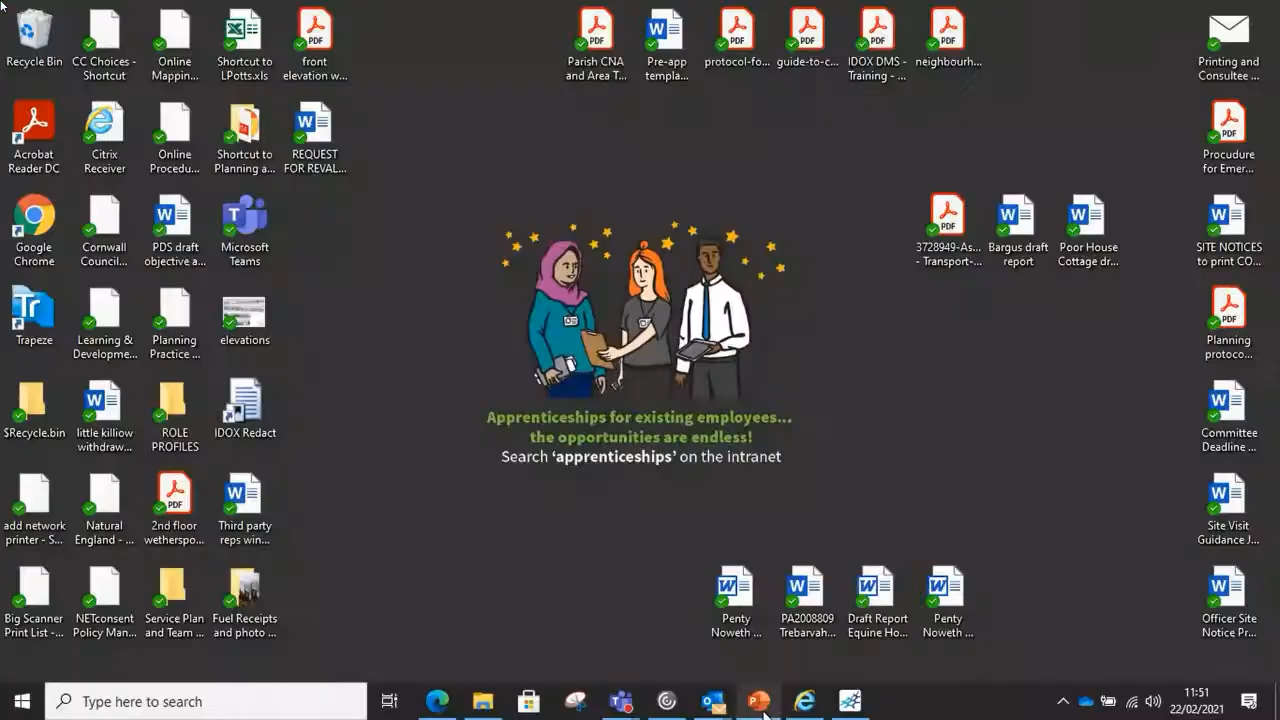 Recycle Bin
CC Choices -
Shortcut
Online
Mappin...
Shortcut to
LPotts.xls
front
elevation w...
Parish CNA
and Area T...
Pre-app
templa...
protocol-fo...
guide-to-c...
IDOX DMS -
Training - ...
neighbourh...
Printing and
Consultee ...
Acrobat
Reader DC
Citrix
Receiver
Online
Procedu...
Shortcut to
Planning a...
REQUEST
FOR REVAL...
Procudure
for Emer...
Google
Chrome
Cornwall
Council...
PDS draft
objective a...
Microsoft
Teams
3728949-As...
- Transport-...
Bargus draft
report
Poor House
Cottage dr...
SITE NOTICES
to print CO...
Trapeze
Learning &
Developme...
Planning
Practice ...
elevations
Planning
protoco...
$Recycle.bin
little killiow
withdraw...
ROLE
PROFILES
IDOX Redact
Committee
Deadline ...
Apprenticeships for existing employees...
the opportunities are endless!
Search ‘apprenticeships’ on the intranet
add network
printer - S...
Natural
England - ...
2nd floor
wetherspo...
Third party
reps win...
Site Visit
Guidance J...
Big Scanner
Print List -...
NETconsent
Policy Man...
Service Plan
and Team ...
Fuel Receipts
and photo ...
Penty
Noweth ...
PA2008809
Trebarvah...
Draft Report
Equine Ho...
Penty
Noweth ...
Officer Site
Notice Pr...
Type here to search
11:51
22/02/2021